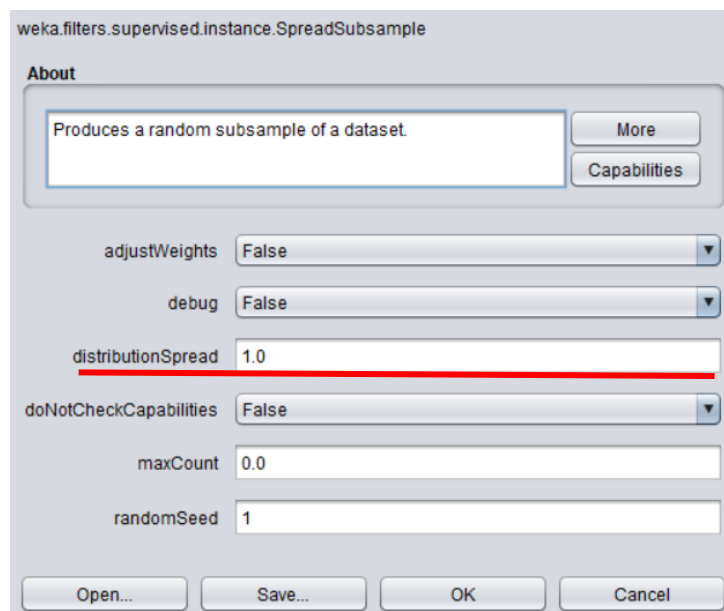 weka.filters.supervised.instance.SpreadSubsample
About
Produces a random subsample of a dataset.
More
Capabilities
adjustWeights False
debug False
distributionSpread 1.0
doNotCheckCapabilities False
maxCount 0.0
randomSeed 1
Open... Save... OK Cancel